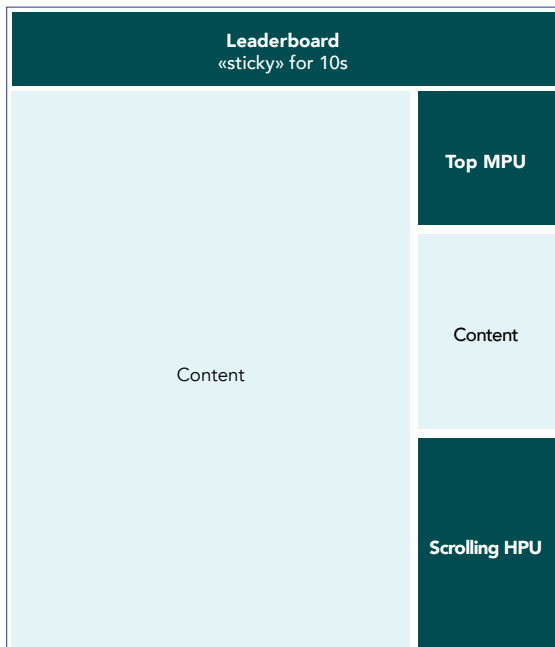 Leaderboard
«sticky» for 10s
Top MPU
Content
Content
Scrolling HPU